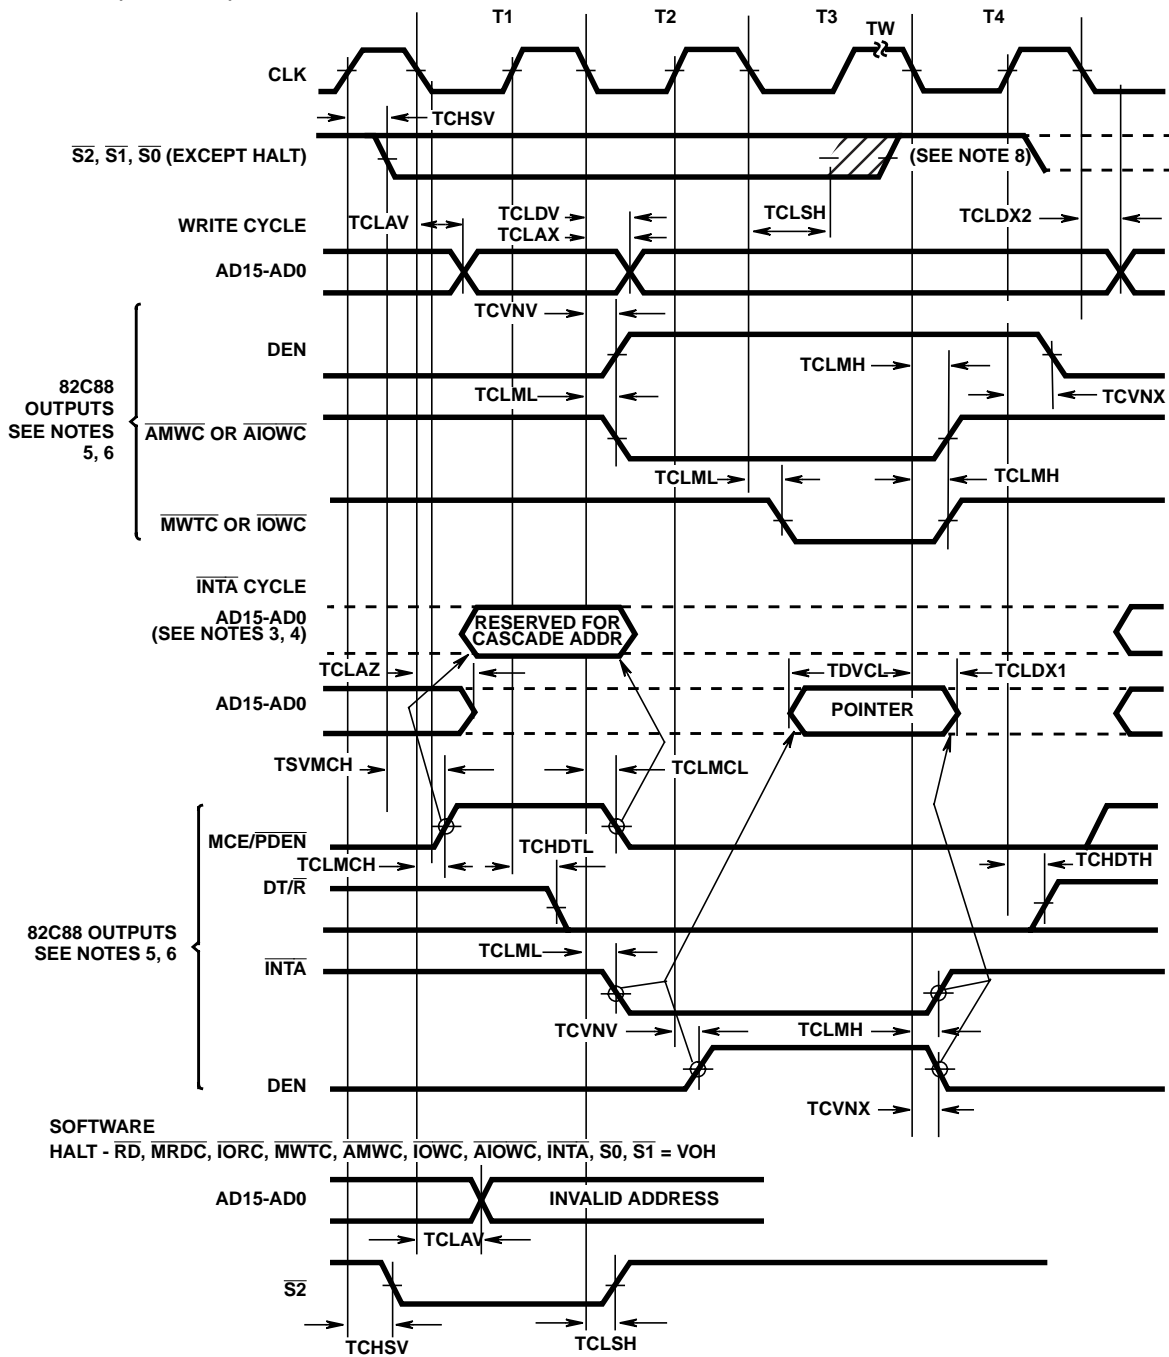 T1 T2 T3 T4
TW
CLK
TCHSV
S2, S1, S0 (EXCEPT HALT)
(SEE NOTE 8)
TCLAV
TCLDV
TCLSH
TCLDX2
WRITE CYCLE
TCLAX
AD15-AD0
TCVNV
DEN
TCLMH
82C88
OUTPUTS
SEE NOTES
5, 6
TCLML
TCVNX
AMWC OR AIOWC
TCLML
TCLMH
MWTC OR IOWC
INTA CYCLE
AD15-AD0
(SEE NOTES 3, 4)
RESERVED FOR
CASCADE ADDR
TCLAZ
TDVCL
TCLDX1
AD15-AD0
POINTER
TSVMCH
TCLMCL
MCE/PDEN
TCHDTL
TCLMCH
TCHDTH
DT/R
82C88 OUTPUTS
SEE NOTES 5, 6
TCLML
INTA
TCVNV
TCLMH
DEN
TCVNX
SOFTWARE
HALT - RD, MRDC, IORC, MWTC, AMWC, IOWC, AIOWC, INTA, S0, S1 = VOH
AD15-AD0
INVALID ADDRESS
TCLAV
S2
TCHSV
TCLSH